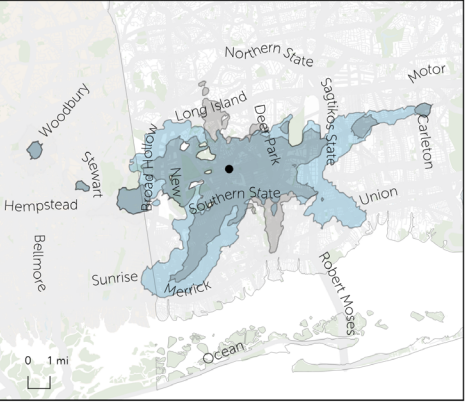 Northern State
Motor
Woodbury
Long Island
Sagtikos State
Deer Park
Carleton
Broad Hollow
Stewart
New
Southern State
Union
Hempstead
Bellmore
Sunrise
Merrick
Robert Moses
Ocean
0 1 mi